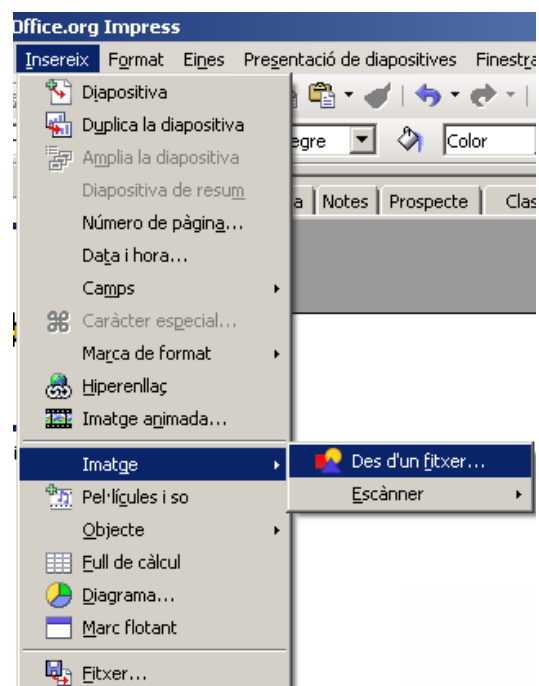 Office.org Impress
Insereix Format Eines Presentació de diapositives Finestra
Diapositiva
Duplica la diapositiva
egre Color
Amplia la diapositiva
Diapositiva de resum
a Notes Prospecte Clas
Número de pàgina...
Data i hora...
Camps
Caràcter especial...
Marca de format
Hiperenllaç
Imatge animada...
Imatge
Des d'un fitxer...
Pel·lícules i so
Escànner
Objecte
Full de càlcul
Diagrama...
Marc flotant
Fitxer...